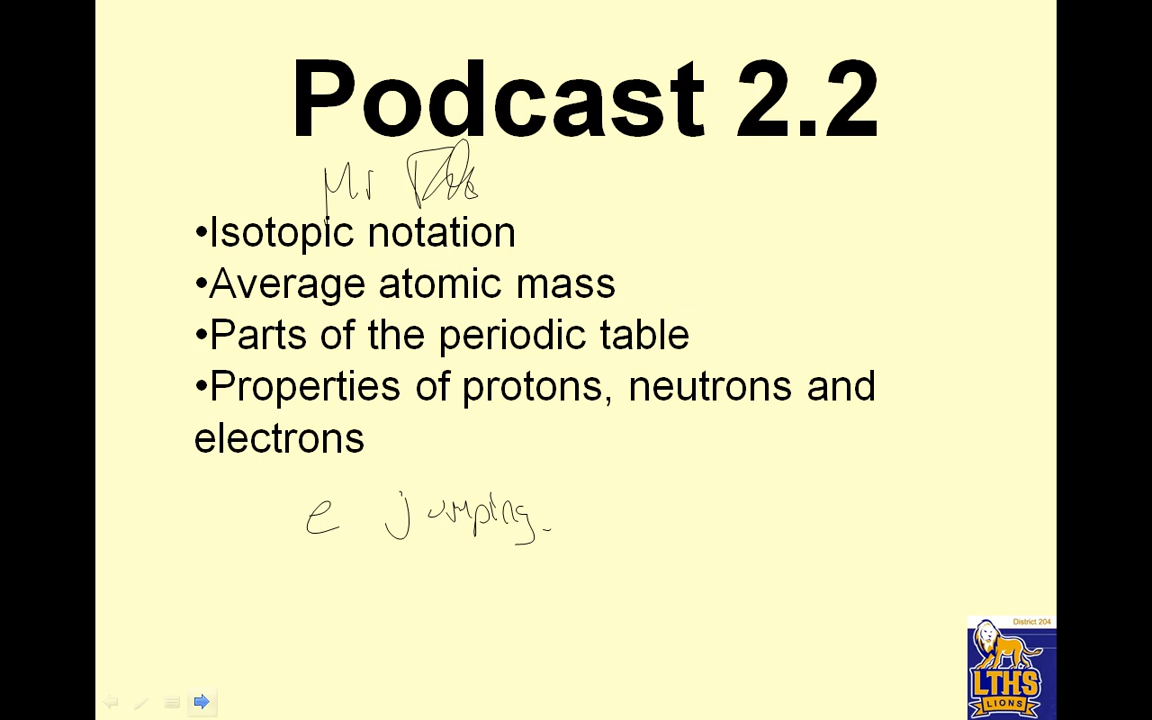 Podcast 2.2
Mr
•Isotopic notation
•Average atomic mass
•Parts of the periodic table
•Properties of protons, neutrons and
electrons
e jumping.
District 204
LTHS
LIONS